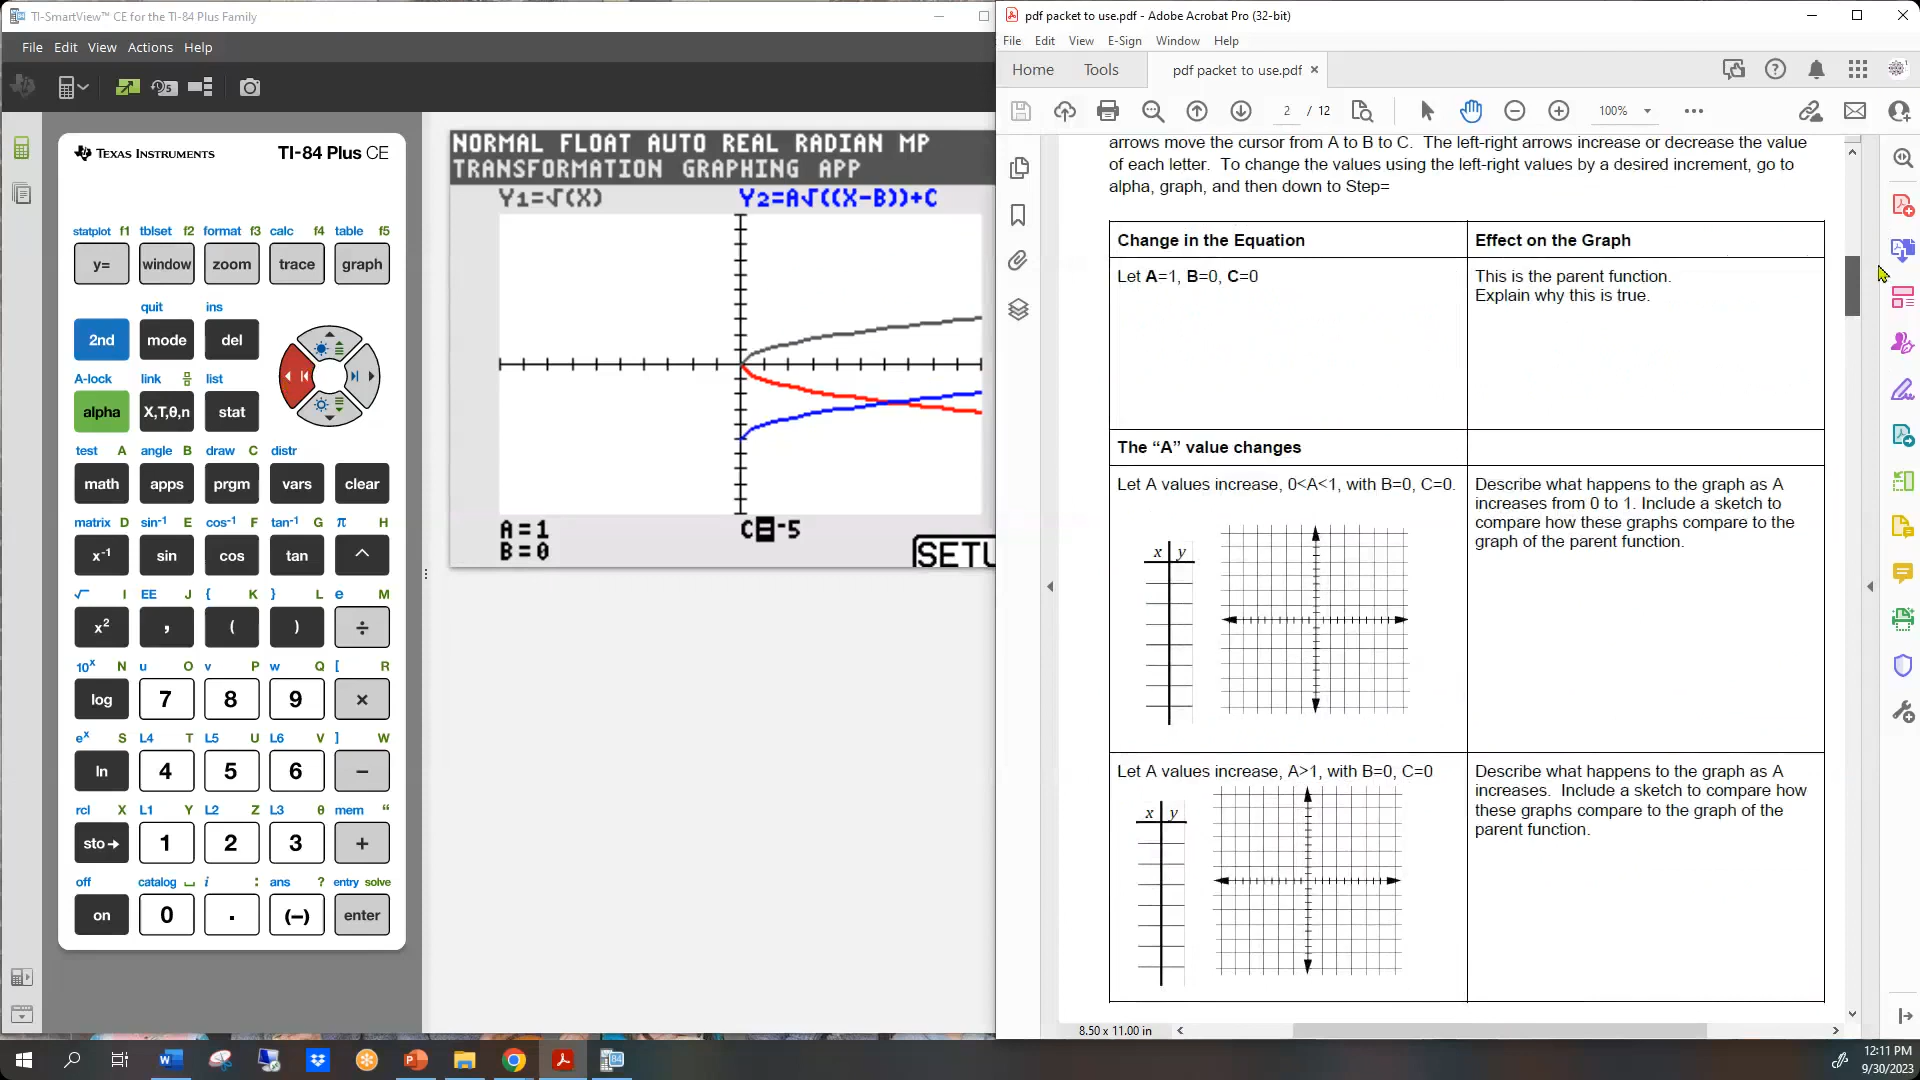 TI-SmartView™ CE for the TI-84 Plus Family
File Edit View Actions Help
TEXAS INSTRUMENTS TI-84 Plus CE
statplot f1 tblset f2 format f3 calc f4 table f5
y= window zoom trace graph
quit ins
2nd mode del
A-lock link list
alpha X,T,θ,n stat
test A angle B draw C distr
math apps prgm vars clear
matrix D sin⁻¹ E cos⁻¹ F tan⁻¹ G π H
x⁻¹ sin cos tan ^
√ I EE J { K } L e M
x² , ( ) ÷
10ˣ N u O v P w Q [ R
log 7 8 9 ×
eˣ S L4 T L5 U L6 V ] W
ln 4 5 6 −
rcl X L1 Y L2 Z L3 θ mem "
sto→ 1 2 3 +
off catalog i : ans ? entry solve
on 0 . (−) enter
NORMAL FLOAT AUTO REAL RADIAN MP
TRANSFORMATION GRAPHING APP
Y1=√(X) Y2=A√((X-B))+C
A=1 C=-5
B=0
SETU
pdf packet to use.pdf - Adobe Acrobat Pro (32-bit)
File Edit View E-Sign Window Help
Home Tools pdf packet to use.pdf ×
2 / 12 100%
arrows move the cursor from A to B to C. The left-right arrows increase or decrease the value
of each letter. To change the values using the left-right values by a desired increment, go to
alpha, graph, and then down to Step=
Change in the Equation
Effect on the Graph
Let A=1, B=0, C=0
This is the parent function.
Explain why this is true.
The “A” value changes
Let A values increase, 0<A<1, with B=0, C=0.
x y
Describe what happens to the graph as A
increases from 0 to 1. Include a sketch to
compare how these graphs compare to the
graph of the parent function.
Let A values increase, A>1, with B=0, C=0
x y
Describe what happens to the graph as A
increases. Include a sketch to compare how
these graphs compare to the graph of the
parent function.
8.50 x 11.00 in
12:11 PM
9/30/2023